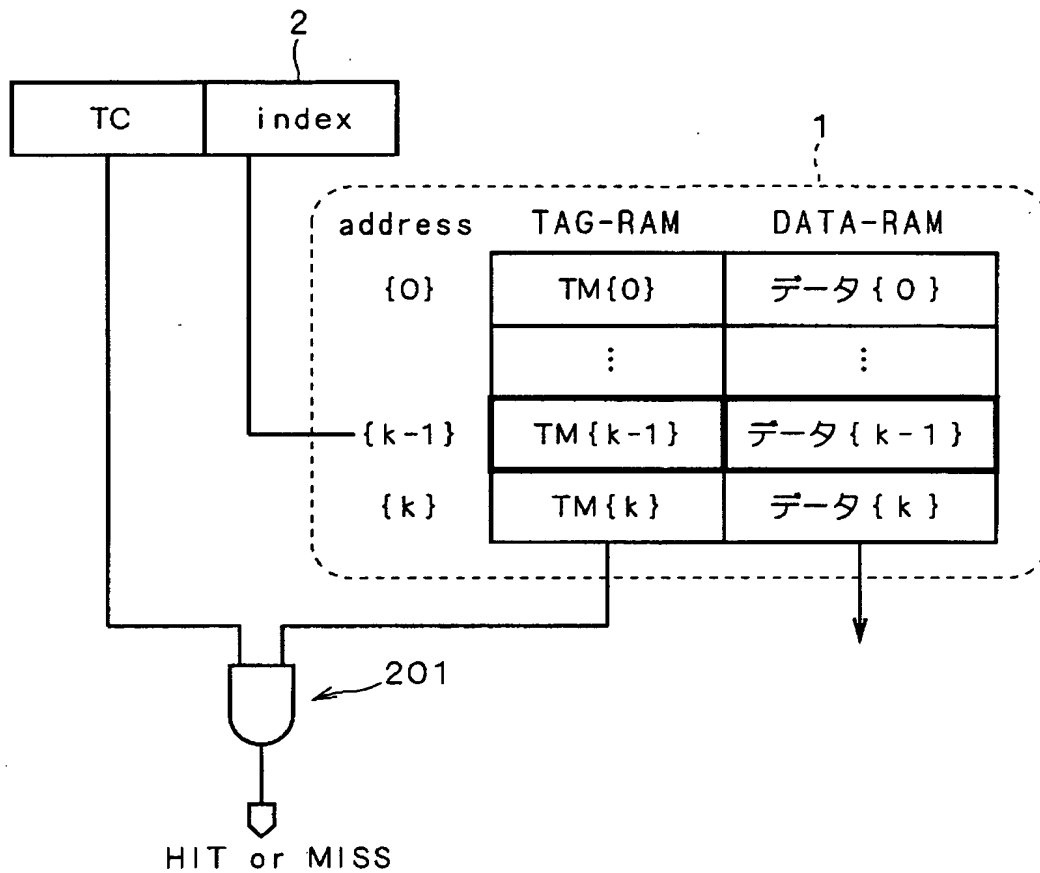 2
TC index
1
address TAG-RAM DATA-RAM
{0} TM{0} データ{0}
⋮ ⋮
{k-1} TM{k-1} データ{k-1}
{k} TM{k} データ{k}
201
HIT or MISS